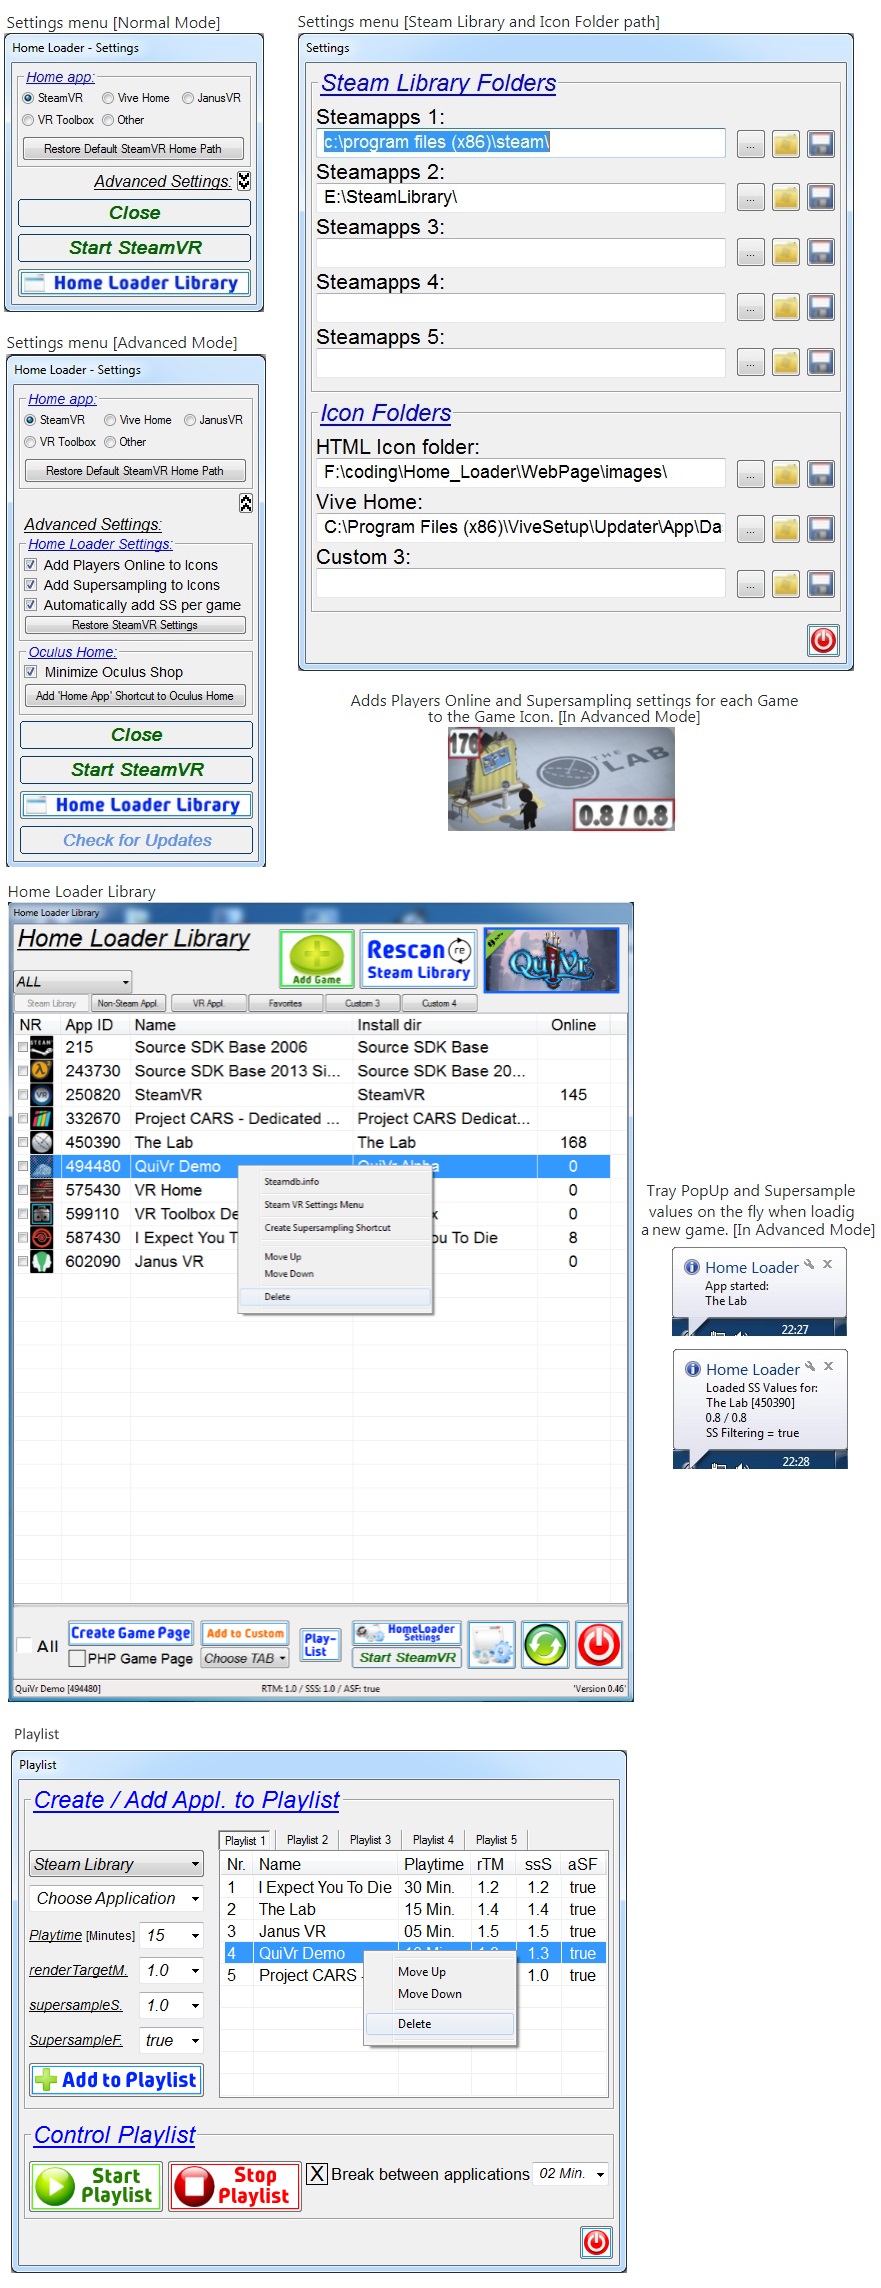 Settings menu [Normal Mode]
Home Loader - Settings
Home app:
SteamVR Vive Home JanusVR
VR Toolbox Other
Restore Default SteamVR Home Path
Advanced Settings:
Close
Start SteamVR
Home Loader Library
Settings menu [Steam Library and Icon Folder path]
Settings
Steam Library Folders
Steamapps 1:
c:\program files (x86)\steam\
...
Steamapps 2:
E:\SteamLibrary\
...
Steamapps 3:
...
Steamapps 4:
...
Steamapps 5:
...
Icon Folders
HTML Icon folder:
F:\coding\Home_Loader\WebPage\images\
...
Vive Home:
C:\Program Files (x86)\ViveSetup\Updater\App\Da
...
Custom 3:
...
Settings menu [Advanced Mode]
Home Loader - Settings
Home app:
SteamVR Vive Home JanusVR
VR Toolbox Other
Restore Default SteamVR Home Path
Advanced Settings:
Home Loader Settings:
Add Players Online to Icons
Add Supersampling to Icons
Automatically add SS per game
Restore SteamVR Settings
Oculus Home:
Minimize Oculus Shop
Add 'Home App' Shortcut to Oculus Home
Close
Start SteamVR
Home Loader Library
Check for Updates
Adds Players Online and Supersampling settings for each Game
to the Game Icon. [In Advanced Mode]
170
THE LAB
0.8 / 0.8
Home Loader Library
Home Loader Library
Home Loader Library
Add Game
Rescan re
Steam Library
QuiVr
ALL
Steam Library Non-Steam Appl. VR Appl. Favorites Custom 3 Custom 4
NR App ID Name Install dir Online
215 Source SDK Base 2006 Source SDK Base
243730 Source SDK Base 2013 Si... Source SDK Base 20...
250820 SteamVR SteamVR 145
332670 Project CARS - Dedicated ... Project CARS Dedicat...
450390 The Lab The Lab 168
494480 QuiVr Demo QuiVr Alpha 0
575430 VR Home 0
599110 VR Toolbox De 0
587430 I Expect You T ou To Die 8
602090 Janus VR 0
Steamdb.info
Steam VR Settings Menu
Create Supersampling Shortcut
Move Up
Move Down
Delete
Tray PopUp and Supersample
values on the fly when loadig
a new game. [In Advanced Mode]
Home Loader
App started:
The Lab
22:27
Home Loader
Loaded SS Values for:
The Lab [450390]
0.8 / 0.8
SS Filtering = true
22:28
All
Create Game Page
PHP Game Page
Add to Custom
Choose TAB
Play-
List
HomeLoader
Settings
Start SteamVR
QuiVr Demo [494480] RTM: 1.0 / SSS: 1.0 / ASF: true 'Version 0.46'
Playlist
Playlist
Create / Add Appl. to Playlist
Steam Library
Choose Application
Playtime [Minutes] 15
renderTargetM. 1.0
supersampleS. 1.0
SupersampleF. true
Add to Playlist
Playlist 1 Playlist 2 Playlist 3 Playlist 4 Playlist 5
Nr. Name Playtime rTM ssS aSF
1 I Expect You To Die 30 Min. 1.2 1.2 true
2 The Lab 15 Min. 1.4 1.4 true
3 Janus VR 05 Min. 1.5 1.5 true
4 QuiVr Demo 1.3 true
5 Project CARS - 1.0 true
Move Up
Move Down
Delete
Control Playlist
Start
Playlist
Stop
Playlist
X Break between applications 02 Min.